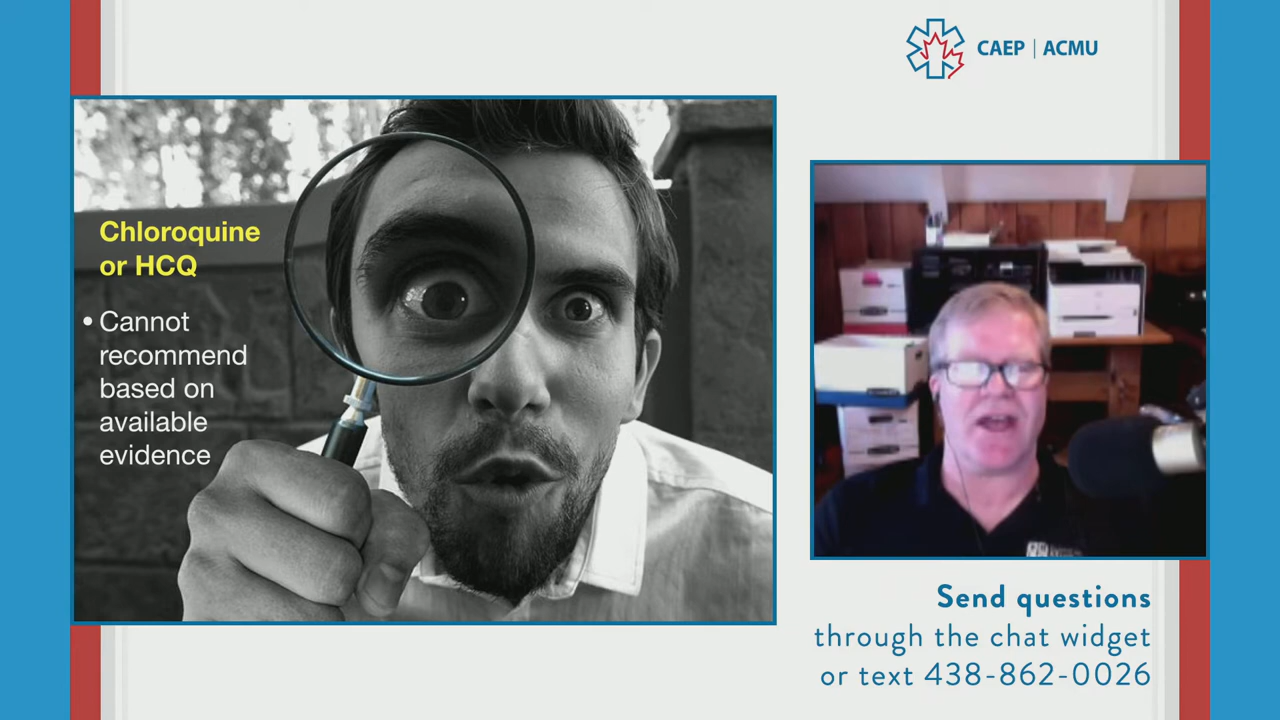 CAEP | ACMU
Chloroquine
or HCQ
• Cannot
recommend
based on
available
evidence
Send questions
through the chat widget
or text 438-862-0026